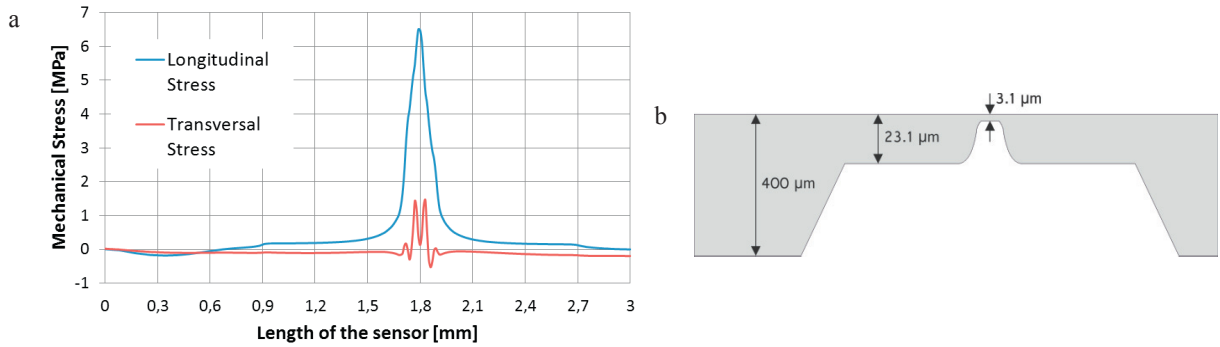 a
Mechanical Stress [MPa]
7
6
5
4
3
2
1
0
-1
Longitudinal
Stress
Transversal
Stress
0 0,3 0,6 0,9 1,2 1,5 1,8 2,1 2,4 2,7 3
Length of the sensor [mm]
b
3.1 µm
23.1 µm
400 µm